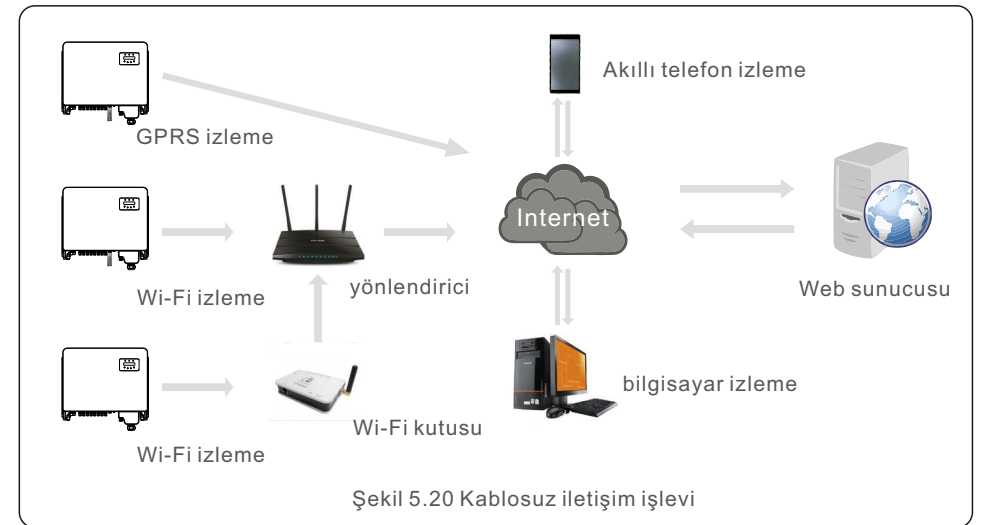 Akıllı telefon izleme
GPRS izleme
Internet
Wi-Fi izleme
yönlendirici
Web sunucusu
bilgisayar izleme
Wi-Fi kutusu
Wi-Fi izleme
Şekil 5.20 Kablosuz iletişim işlevi